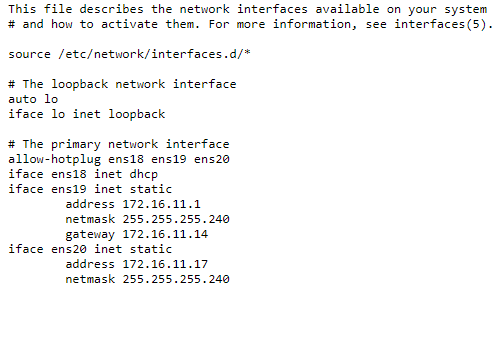 This file describes the network interfaces available on your system
# and how to activate them. For more information, see interfaces(5).
source /etc/network/interfaces.d/*
# The loopback network interface
auto lo
iface lo inet loopback
# The primary network interface
allow-hotplug ens18 ens19 ens20
iface ens18 inet dhcp
iface ens19 inet static
address 172.16.11.1
netmask 255.255.255.240
gateway 172.16.11.14
iface ens20 inet static
address 172.16.11.17
netmask 255.255.255.240